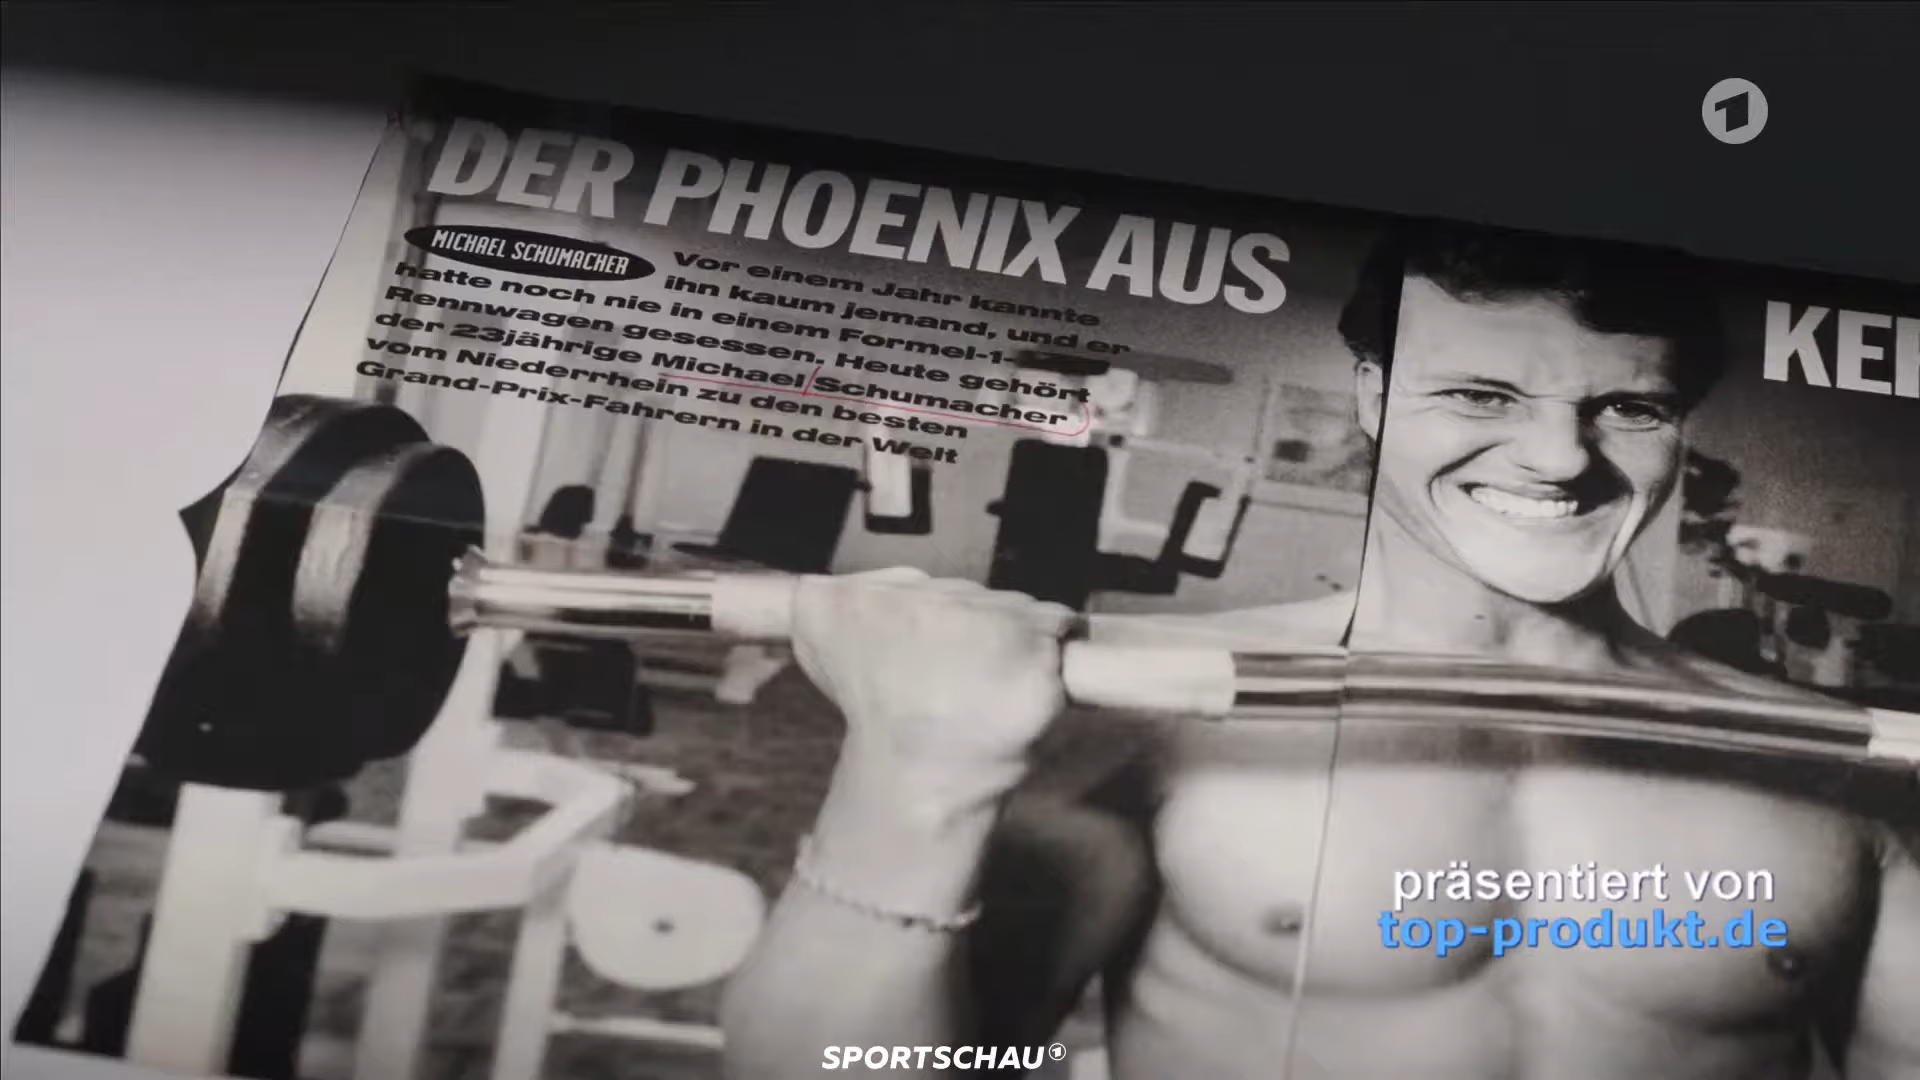 DER PHOENIX AUS
KE
MICHAEL SCHUMACHER
Vor einem Jahr kannte
ihn kaum jemand, und er
hatte noch nie in einem Formel-1-
Rennwagen gesessen. Heute gehört
der 23jährige Michael Schumacher
vom Niederrhein zu den besten
Grand-Prix-Fahrern in der Welt
präsentiert von
top-produkt.de
SPORTSCHAU